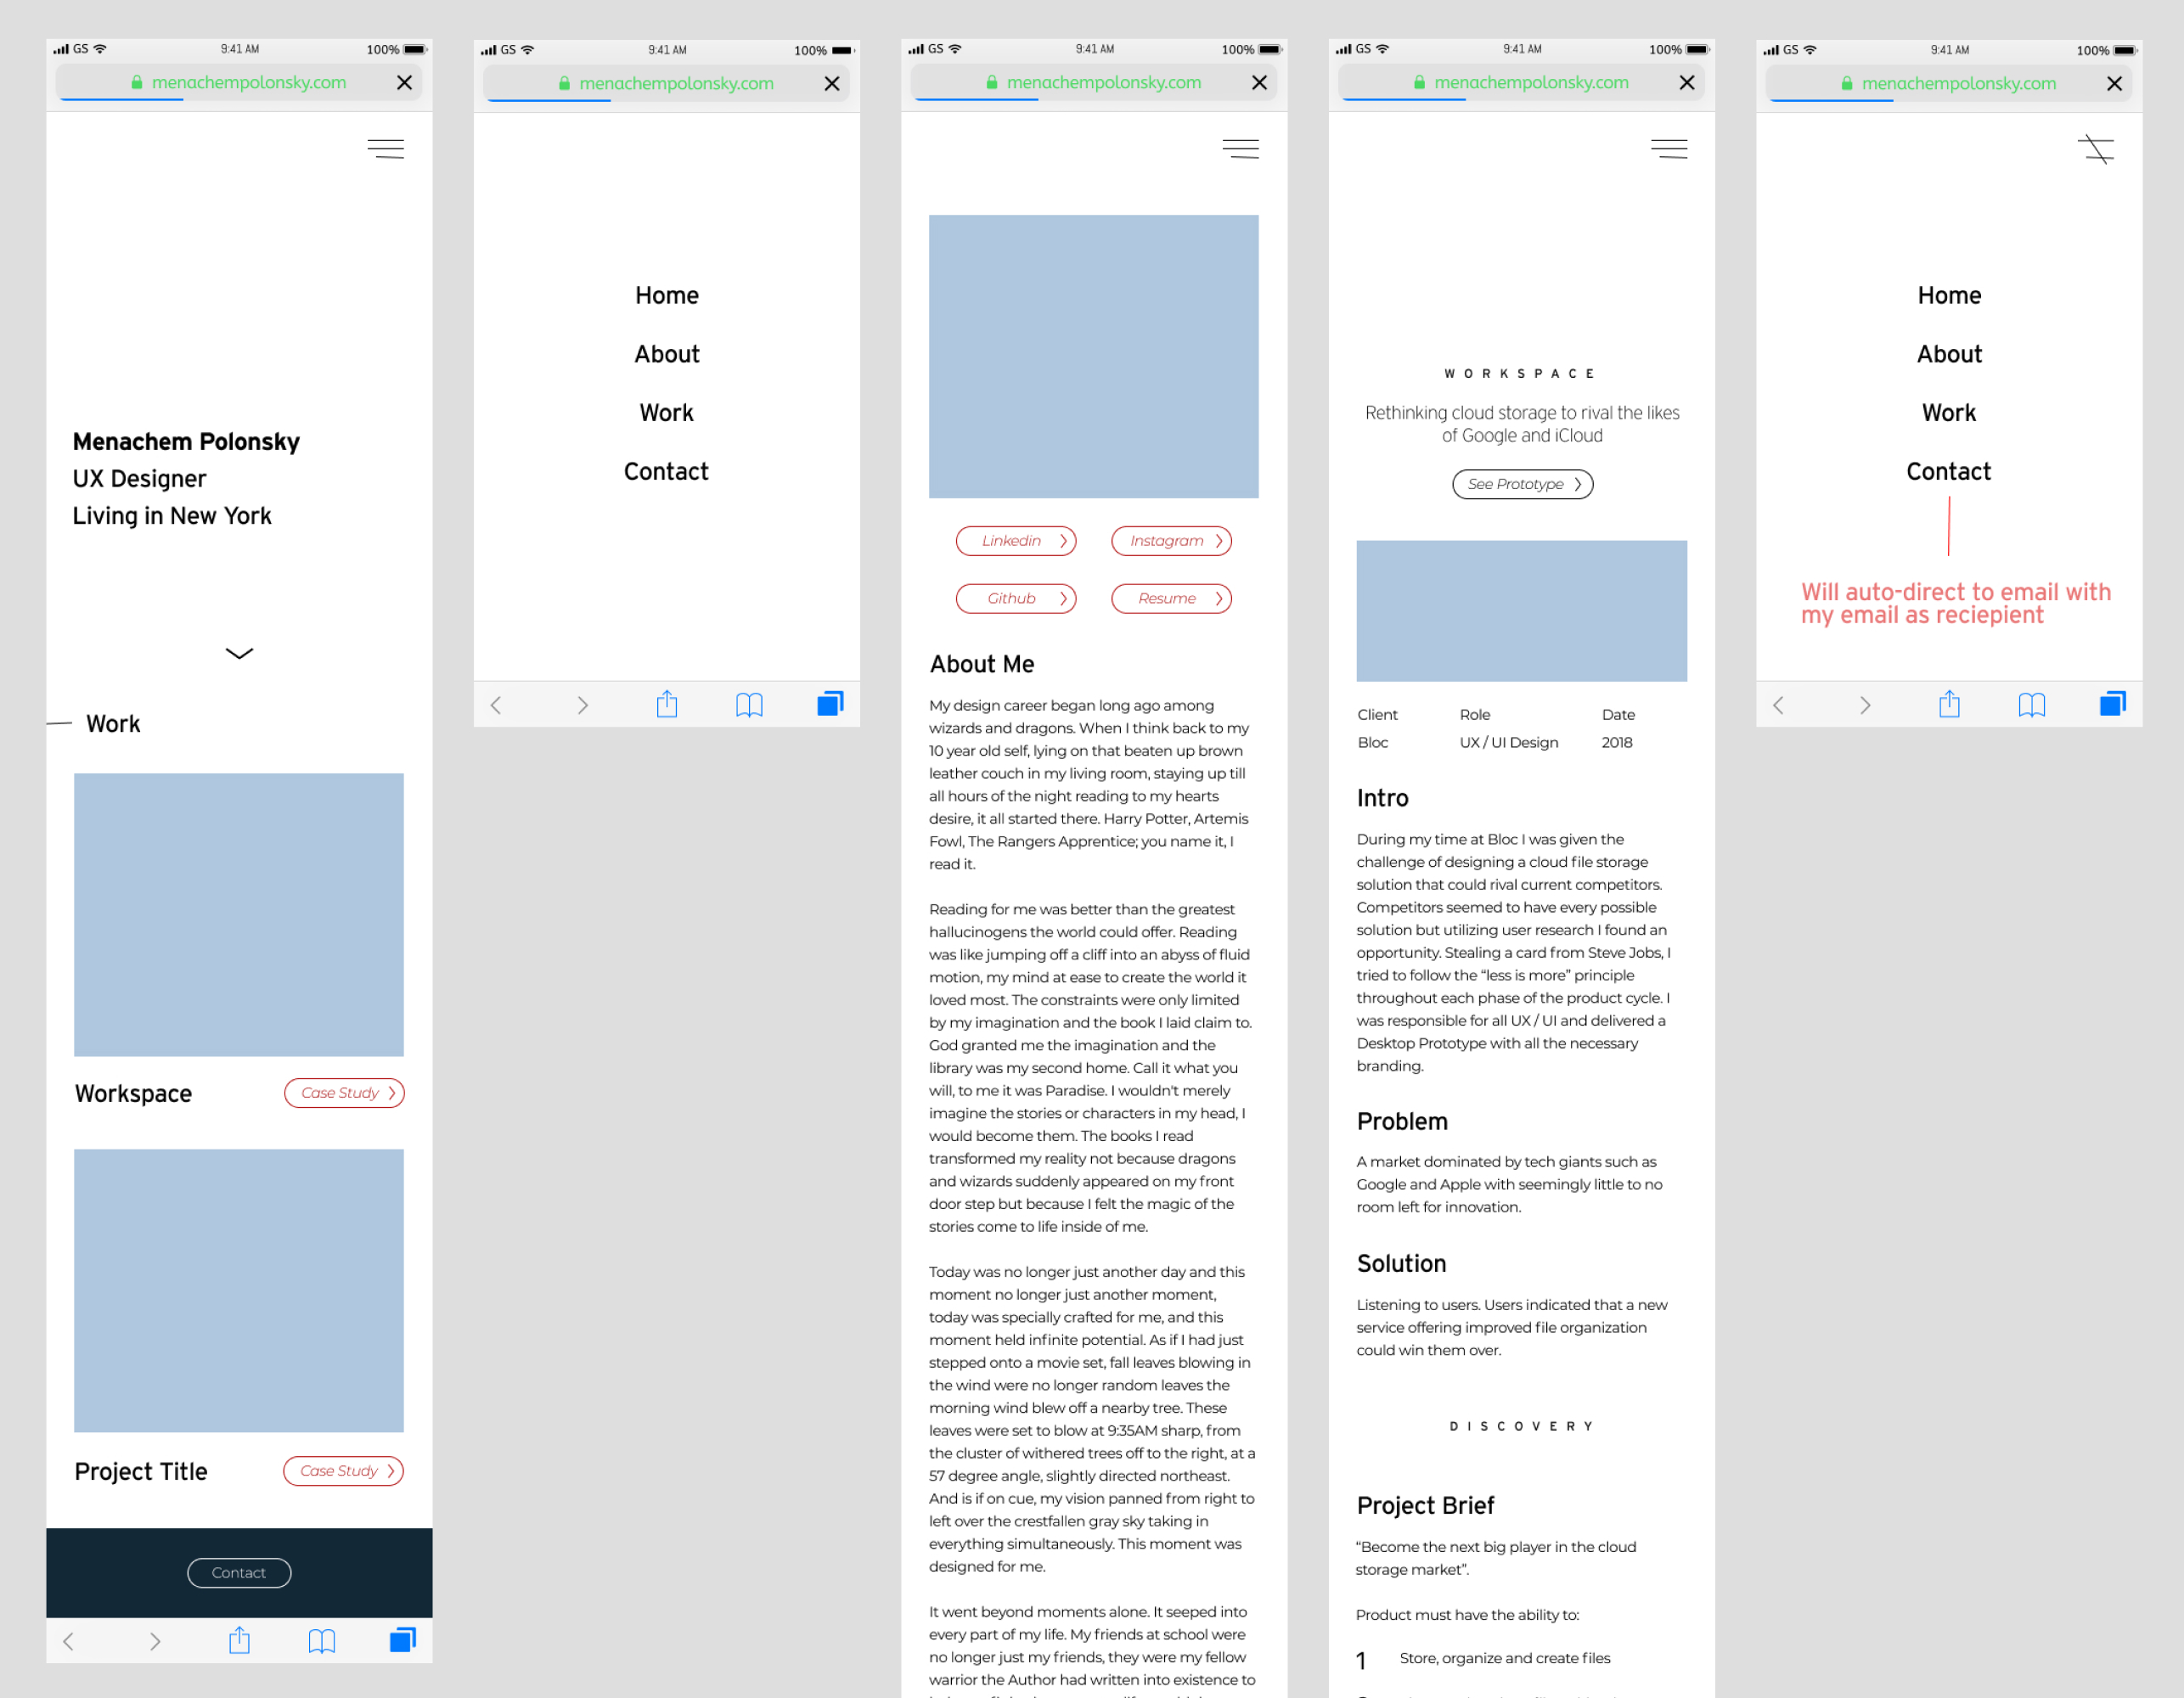 GS
9:41 AM
100%
menachempolonsky.com
Menachem Polonsky
UX Designer
Living in New York
Work
Workspace
Case Study
Project Title
Case Study
Contact
GS
9:41 AM
100%
menachempolonsky.com
Home
About
Work
Contact
GS
9:41 AM
100%
menachempolonsky.com
Linkedin
Instagram
Github
Resume
About Me
My design career began long ago among
wizards and dragons. When I think back to my
10 year old self, lying on that beaten up brown
leather couch in my living room, staying up till
all hours of the night reading to my hearts
desire, it all started there. Harry Potter, Artemis
Fowl, The Rangers Apprentice; you name it, I
read it.
Reading for me was better than the greatest
hallucinogens the world could offer. Reading
was like jumping off a cliff into an abyss of fluid
motion, my mind at ease to create the world it
loved most. The constraints were only limited
by my imagination and the book I laid claim to.
God granted me the imagination and the
library was my second home. Call it what you
will, to me it was Paradise. I wouldn't merely
imagine the stories or characters in my head, I
would become them. The books I read
transformed my reality not because dragons
and wizards suddenly appeared on my front
door step but because I felt the magic of the
stories come to life inside of me.
Today was no longer just another day and this
moment no longer just another moment,
today was specially crafted for me, and this
moment held infinite potential. As if I had just
stepped onto a movie set, fall leaves blowing in
the wind were no longer random leaves the
morning wind blew off a nearby tree. These
leaves were set to blow at 9:35AM sharp, from
the cluster of withered trees off to the right, at a
57 degree angle, slightly directed northeast.
And is if on cue, my vision panned from right to
left over the crestfallen gray sky taking in
everything simultaneously. This moment was
designed for me.
It went beyond moments alone. It seeped into
every part of my life. My friends at school were
no longer just my friends, they were my fellow
warrior the Author had written into existence to
GS
9:41 AM
100%
menachempolonsky.com
WORKSPACE
Rethinking cloud storage to rival the likes
of Google and iCloud
See Prototype
Client Role Date
Bloc UX / UI Design 2018
Intro
During my time at Bloc I was given the
challenge of designing a cloud file storage
solution that could rival current competitors.
Competitors seemed to have every possible
solution but utilizing user research I found an
opportunity. Stealing a card from Steve Jobs, I
tried to follow the “less is more” principle
throughout each phase of the product cycle. I
was responsible for all UX / UI and delivered a
Desktop Prototype with all the necessary
branding.
Problem
A market dominated by tech giants such as
Google and Apple with seemingly little to no
room left for innovation.
Solution
Listening to users. Users indicated that a new
service offering improved file organization
could win them over.
DISCOVERY
Project Brief
“Become the next big player in the cloud
storage market”.
Product must have the ability to:
1 Store, organize and create files
GS
9:41 AM
100%
menachempolonsky.com
Home
About
Work
Contact
Will auto-direct to email with
my email as reciepient